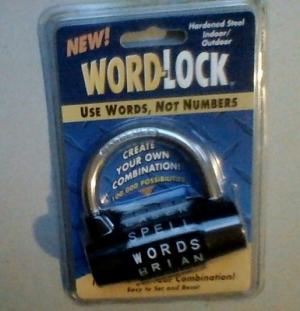 NEW!
Hardened Steel
Indoor/
Outdoor
WORD-LOCK
USE WORDS, NOT NUMBERS
CREATE
YOUR OWN
COMBINATION!
100,000 POSSIBILITIES
SPELL
WORDS
BRIAN
Combination!
Easy to Set and Reset